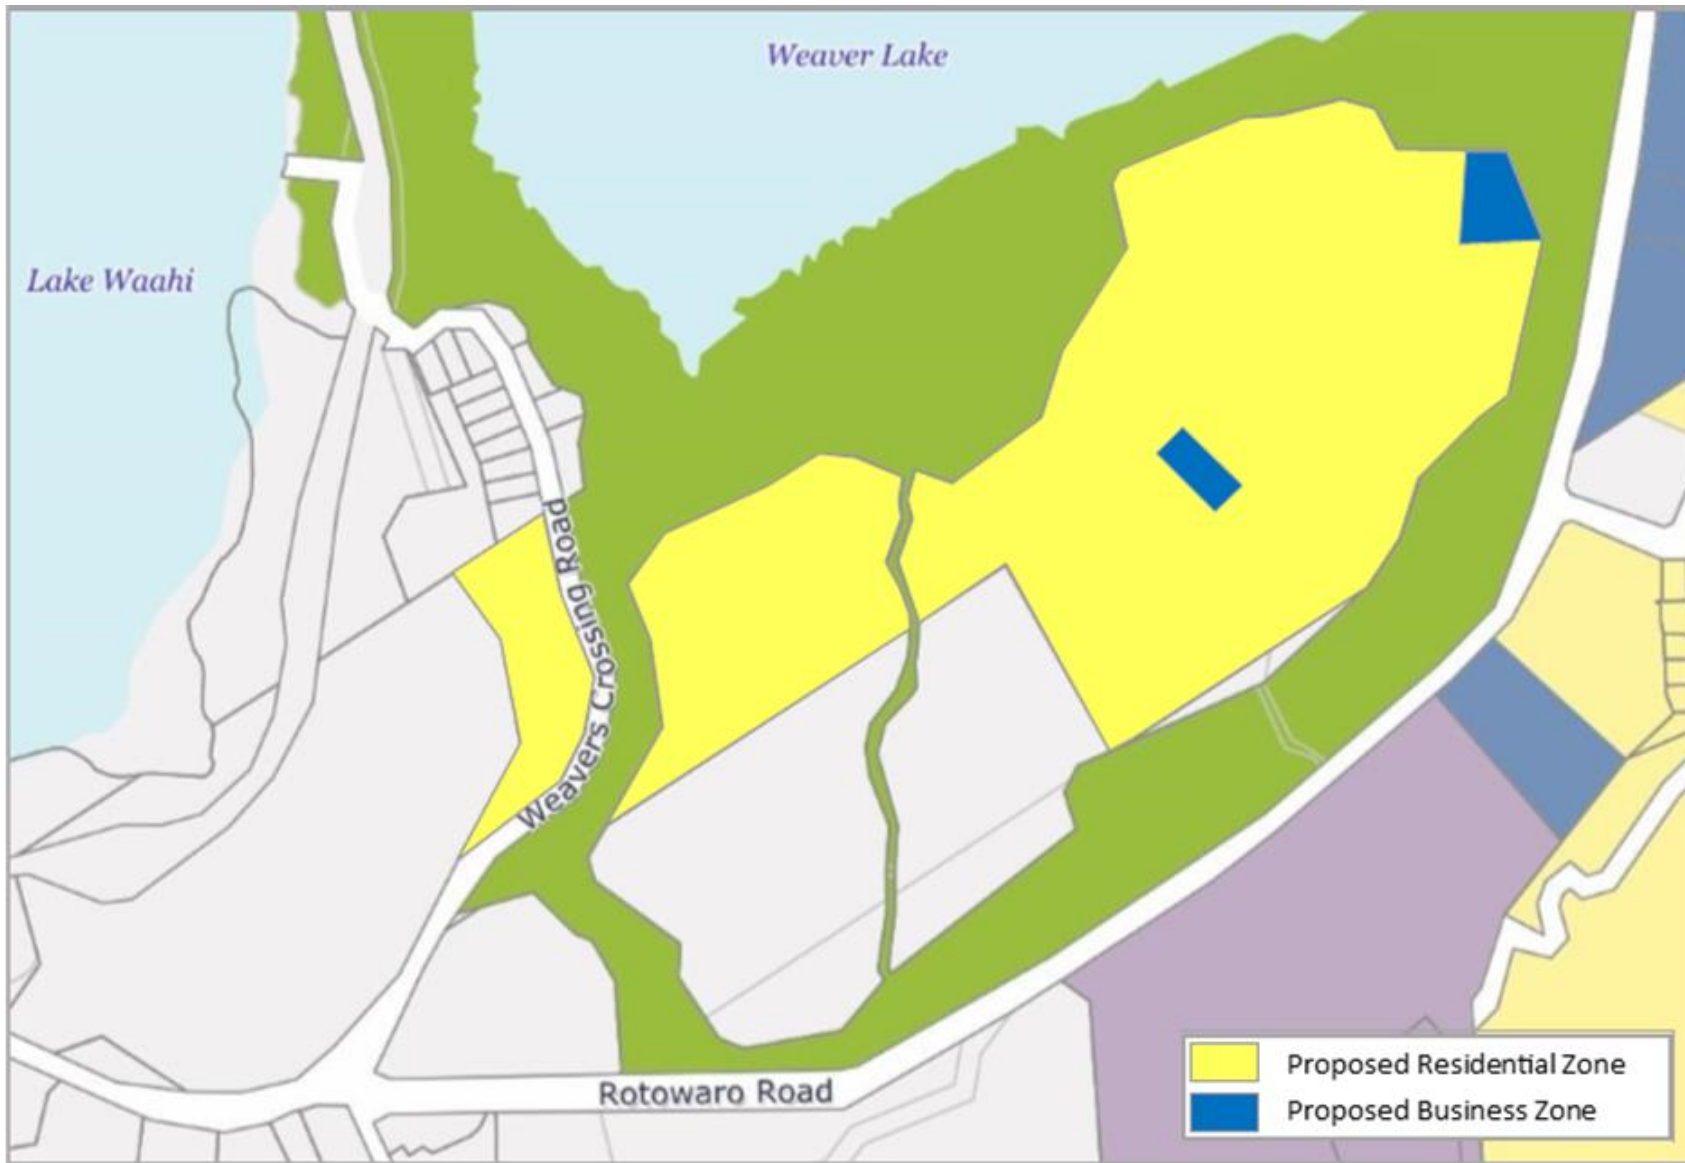 Weaver Lake
Lake Waahi
Weavers Crossing Road
Rotowaro Road
Proposed Residential Zone
Proposed Business Zone